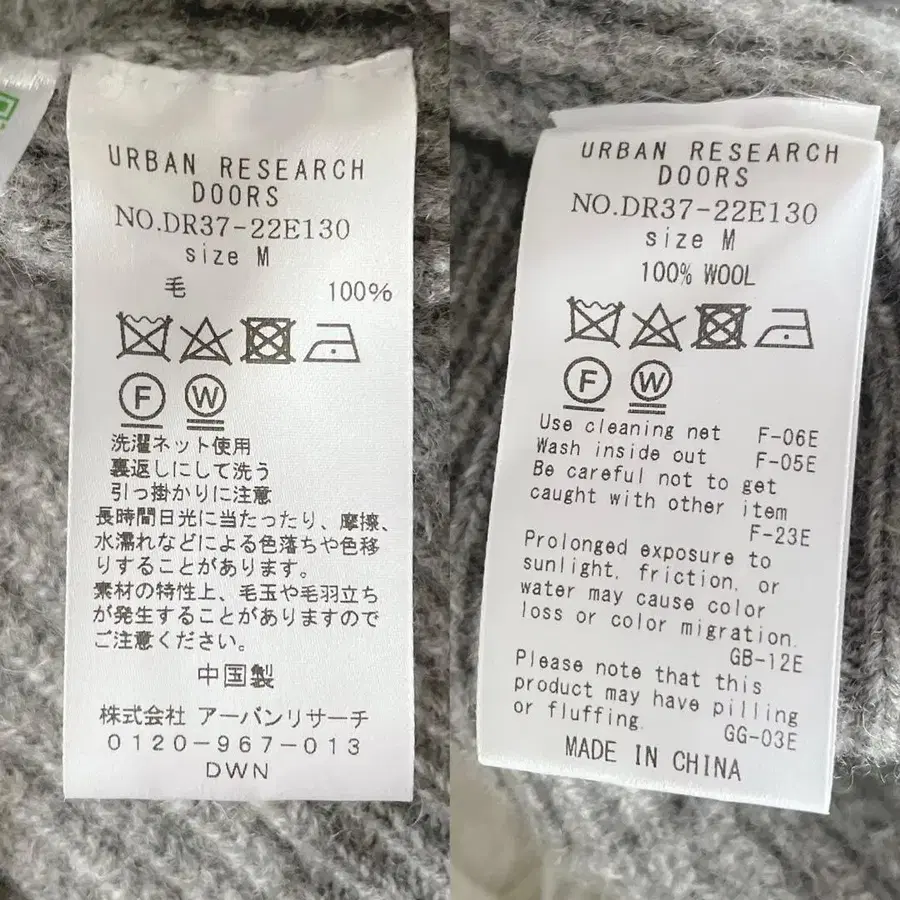 URBAN RESEARCH
DOORS
NO.DR37-22E130
size M
毛 100%
F W
洗濯ネット使用
裏返しにして洗う
引っ掛かりに注意
長時間日光に当たったり、摩擦、
水濡れなどによる色落ちや色移
りすることがあります。
素材の特性上、毛玉や毛羽立ち
が発生することがありますので
ご注意ください。
中国製
株式会社 アーバンリサーチ
0120-967-013
DWN
URBAN RESEARCH
DOORS
NO.DR37-22E130
size M
100% WOOL
F W
Use cleaning net F-06E
Wash inside out F-05E
Be careful not to get
caught with other item
F-23E
Prolonged exposure to
sunlight, friction, or
water may cause color
loss or color migration.
GB-12E
Please note that this
product may have pilling
or fluffing.
GG-03E
MADE IN CHINA